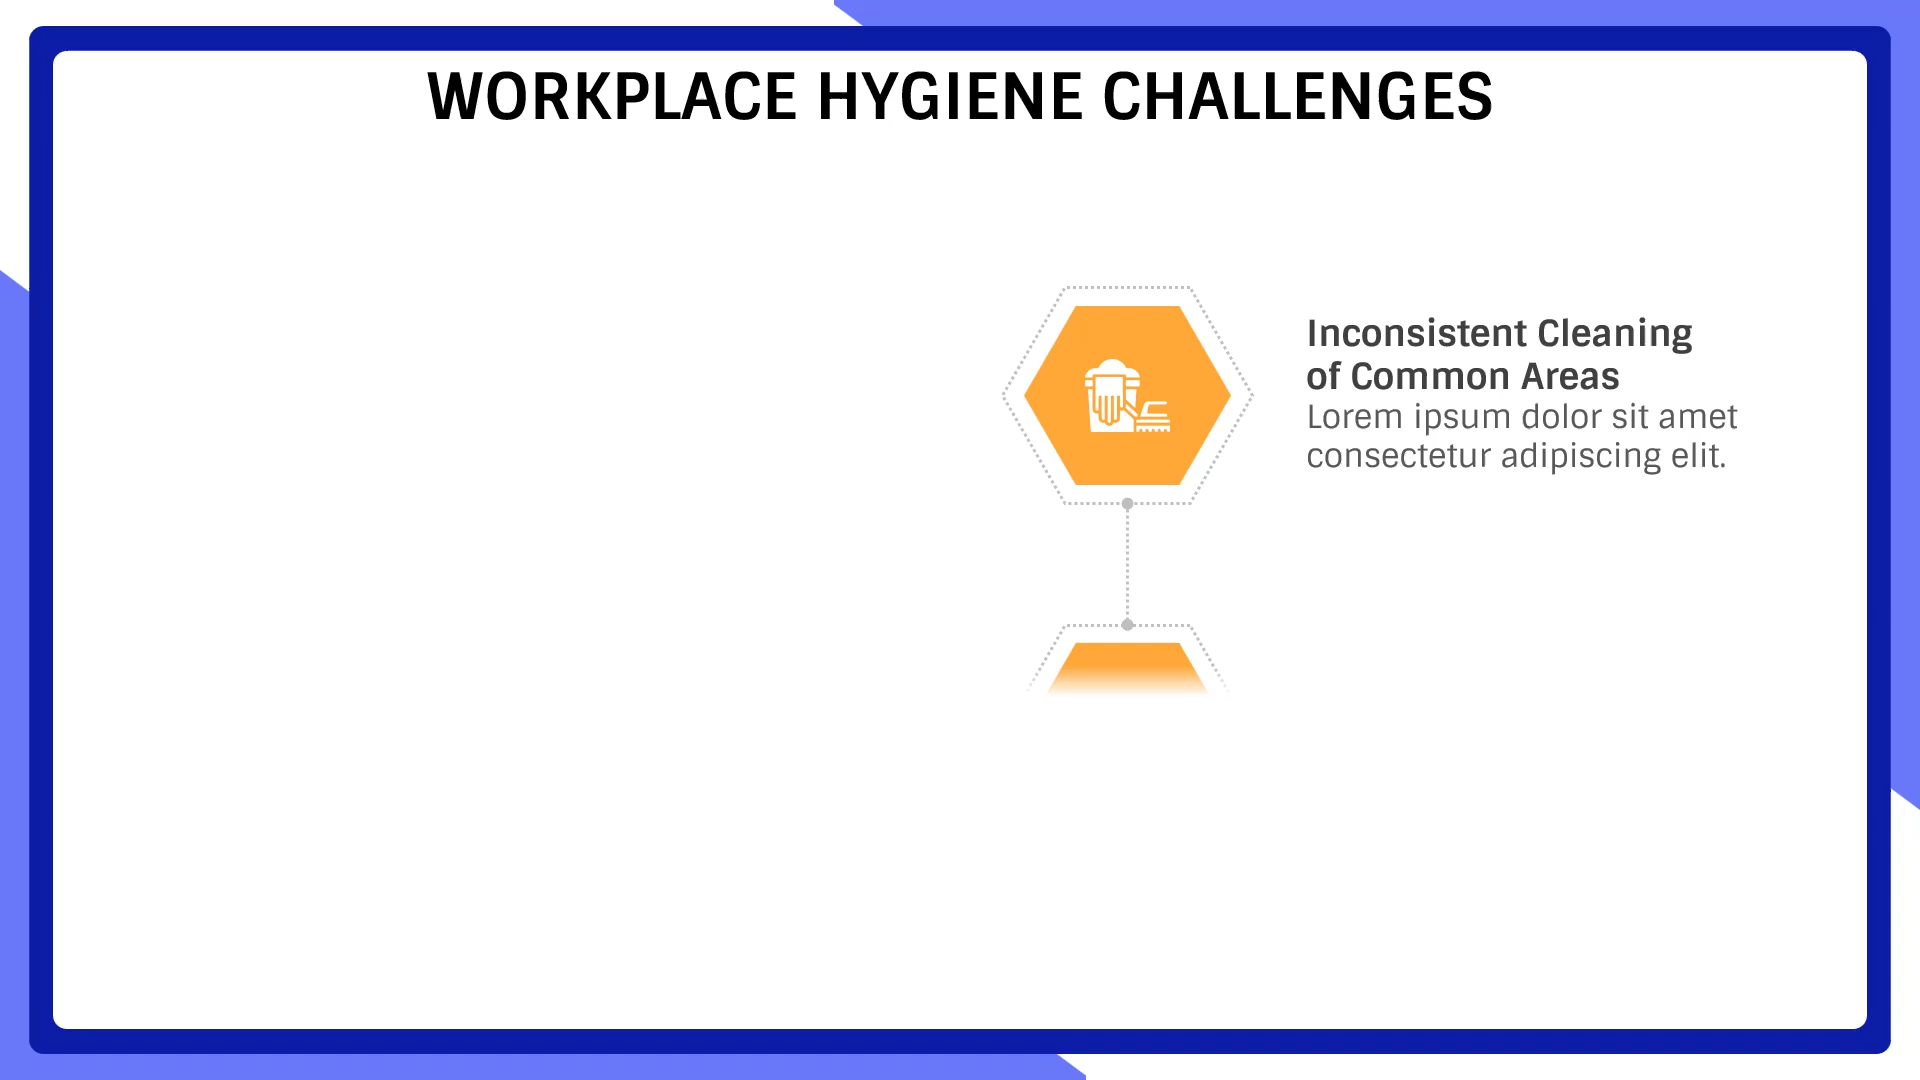 WORKPLACE HYGIENE CHALLENGES
Inconsistent Cleaning
of Common Areas
Lorem ipsum dolor sit amet
consectetur adipiscing elit.